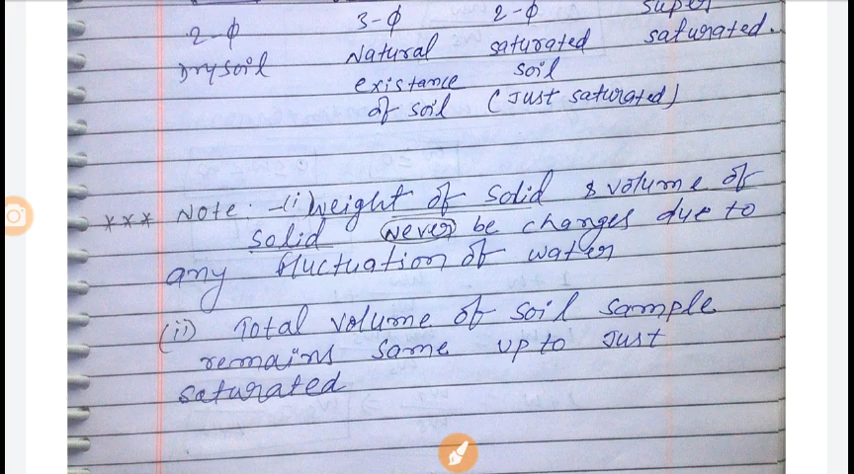 2-φ 3-φ 2-φ super
Dry soil Natural saturated saturated.
existance soil
of soil (Just saturated)
*** Note:-(i) Weight of solid & volume of
solid never be changes due to
any fluctuation of water
(ii) Total volume of soil sample
remains same up to Just
saturated